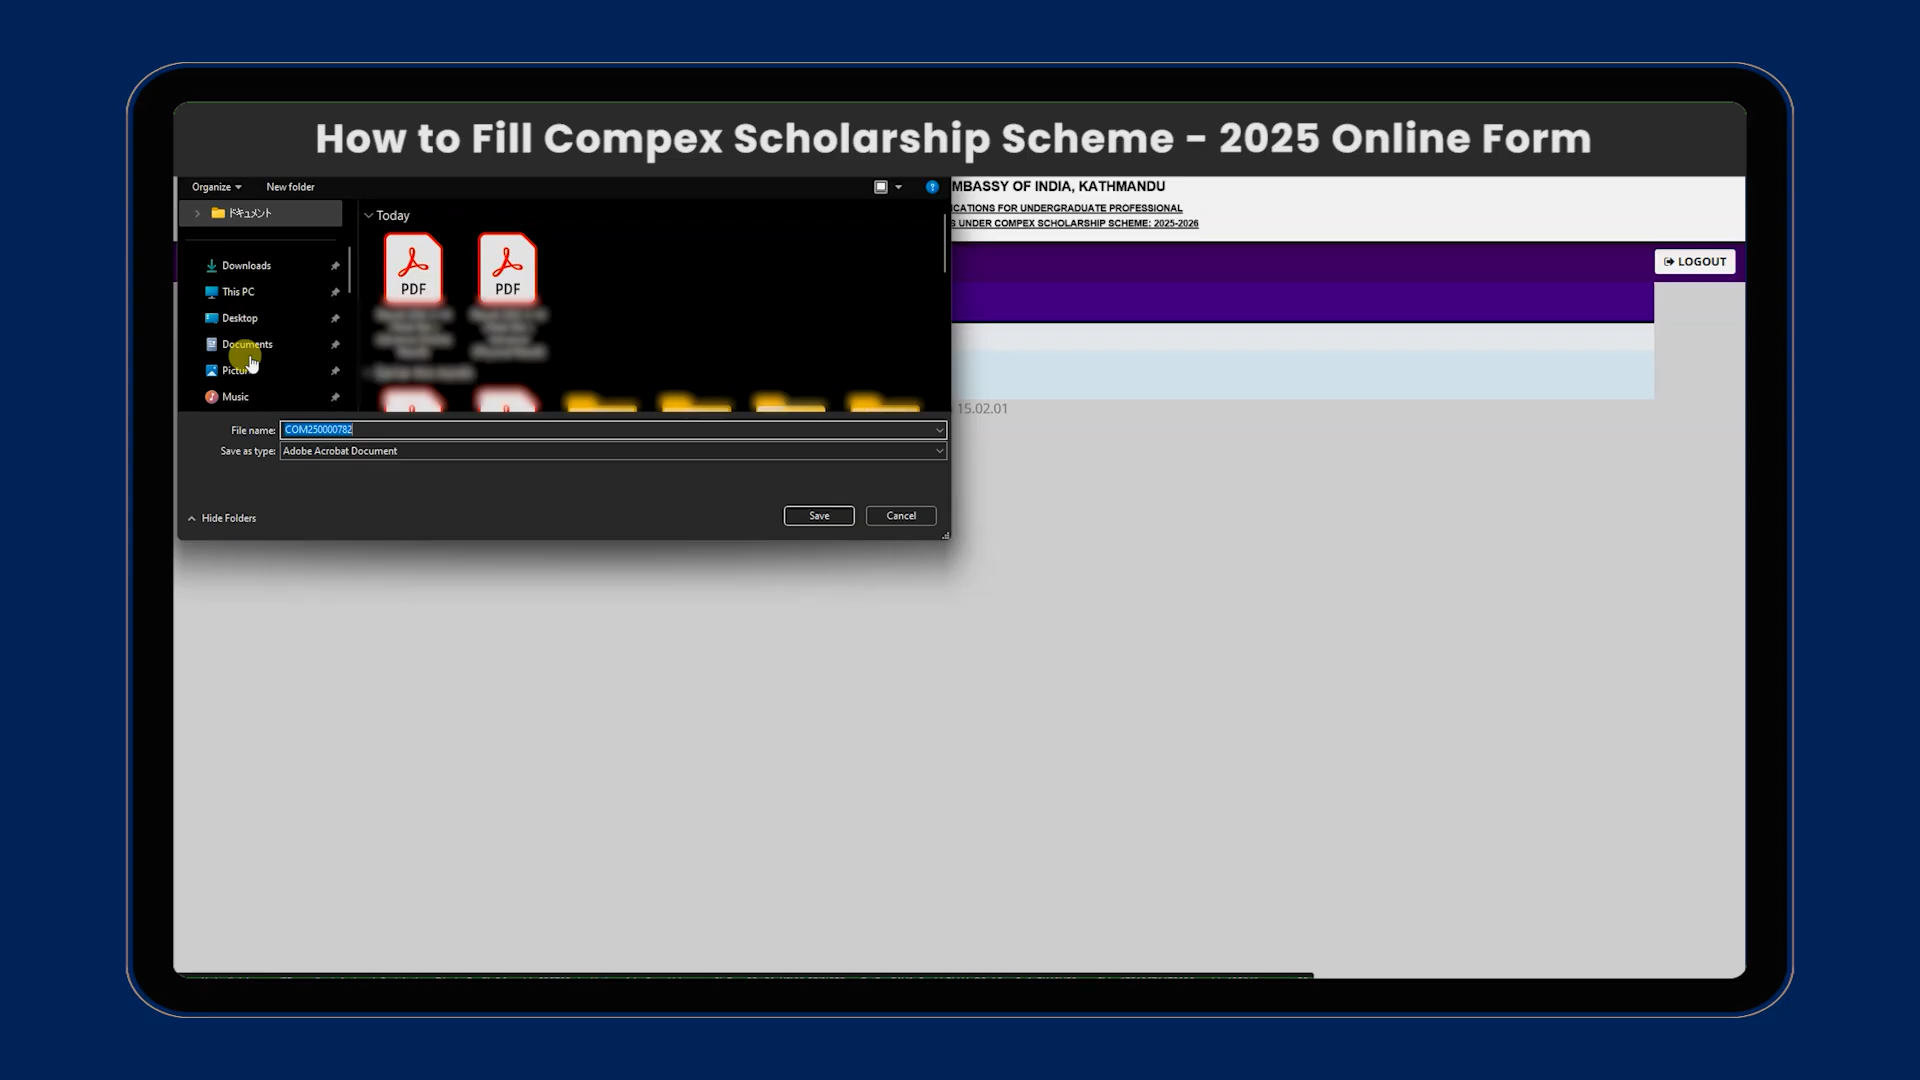 How to Fill Compex Scholarship Scheme - 2025 Online Form
Organize
New folder
?
MBASSY OF INDIA, KATHMANDU
CATIONS FOR UNDERGRADUATE PROFESSIONAL
S UNDER COMPEX SCHOLARSHIP SCHEME: 2025-2026
LOGOUT
ドキュメント
Today
PDF
PDF
Downloads
This PC
Desktop
Documents
Pictu
Music
15.02.01
File name: COM250000782
Save as type: Adobe Acrobat Document
Hide Folders
Save
Cancel